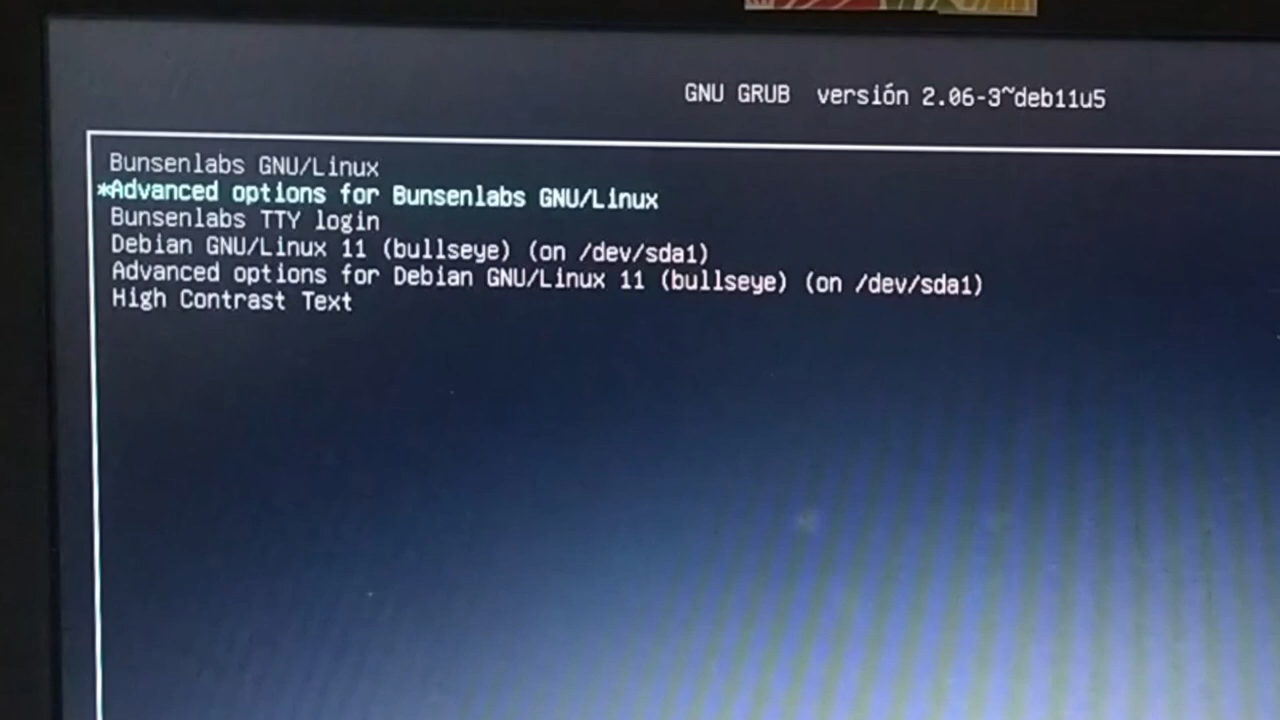 GNU GRUB versión 2.06-3~deb11u5
Bunsenlabs GNU/Linux
*Advanced options for Bunsenlabs GNU/Linux
Bunsenlabs TTY login
Debian GNU/Linux 11 (bullseye) (on /dev/sda1)
Advanced options for Debian GNU/Linux 11 (bullseye) (on /dev/sda1)
High Contrast Text